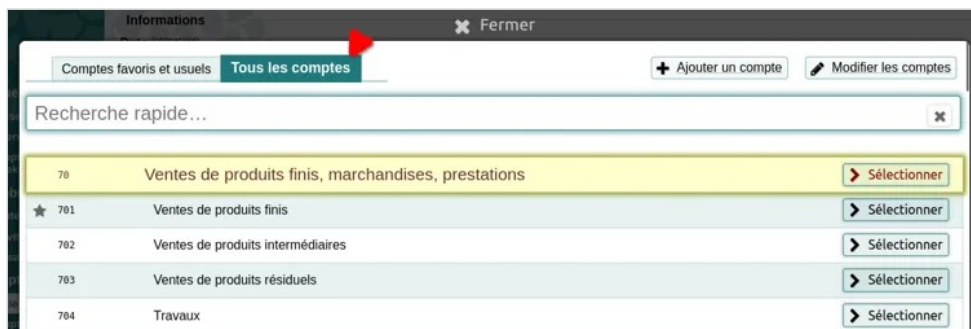 Informations
Fermer
Comptes favoris et usuels Tous les comptes Ajouter un compte Modifier les comptes
Recherche rapide...
70 Ventes de produits finis, marchandises, prestations Sélectionner
701 Ventes de produits finis Sélectionner
702 Ventes de produits intermédiaires Sélectionner
703 Ventes de produits résiduels Sélectionner
704 Travaux Sélectionner